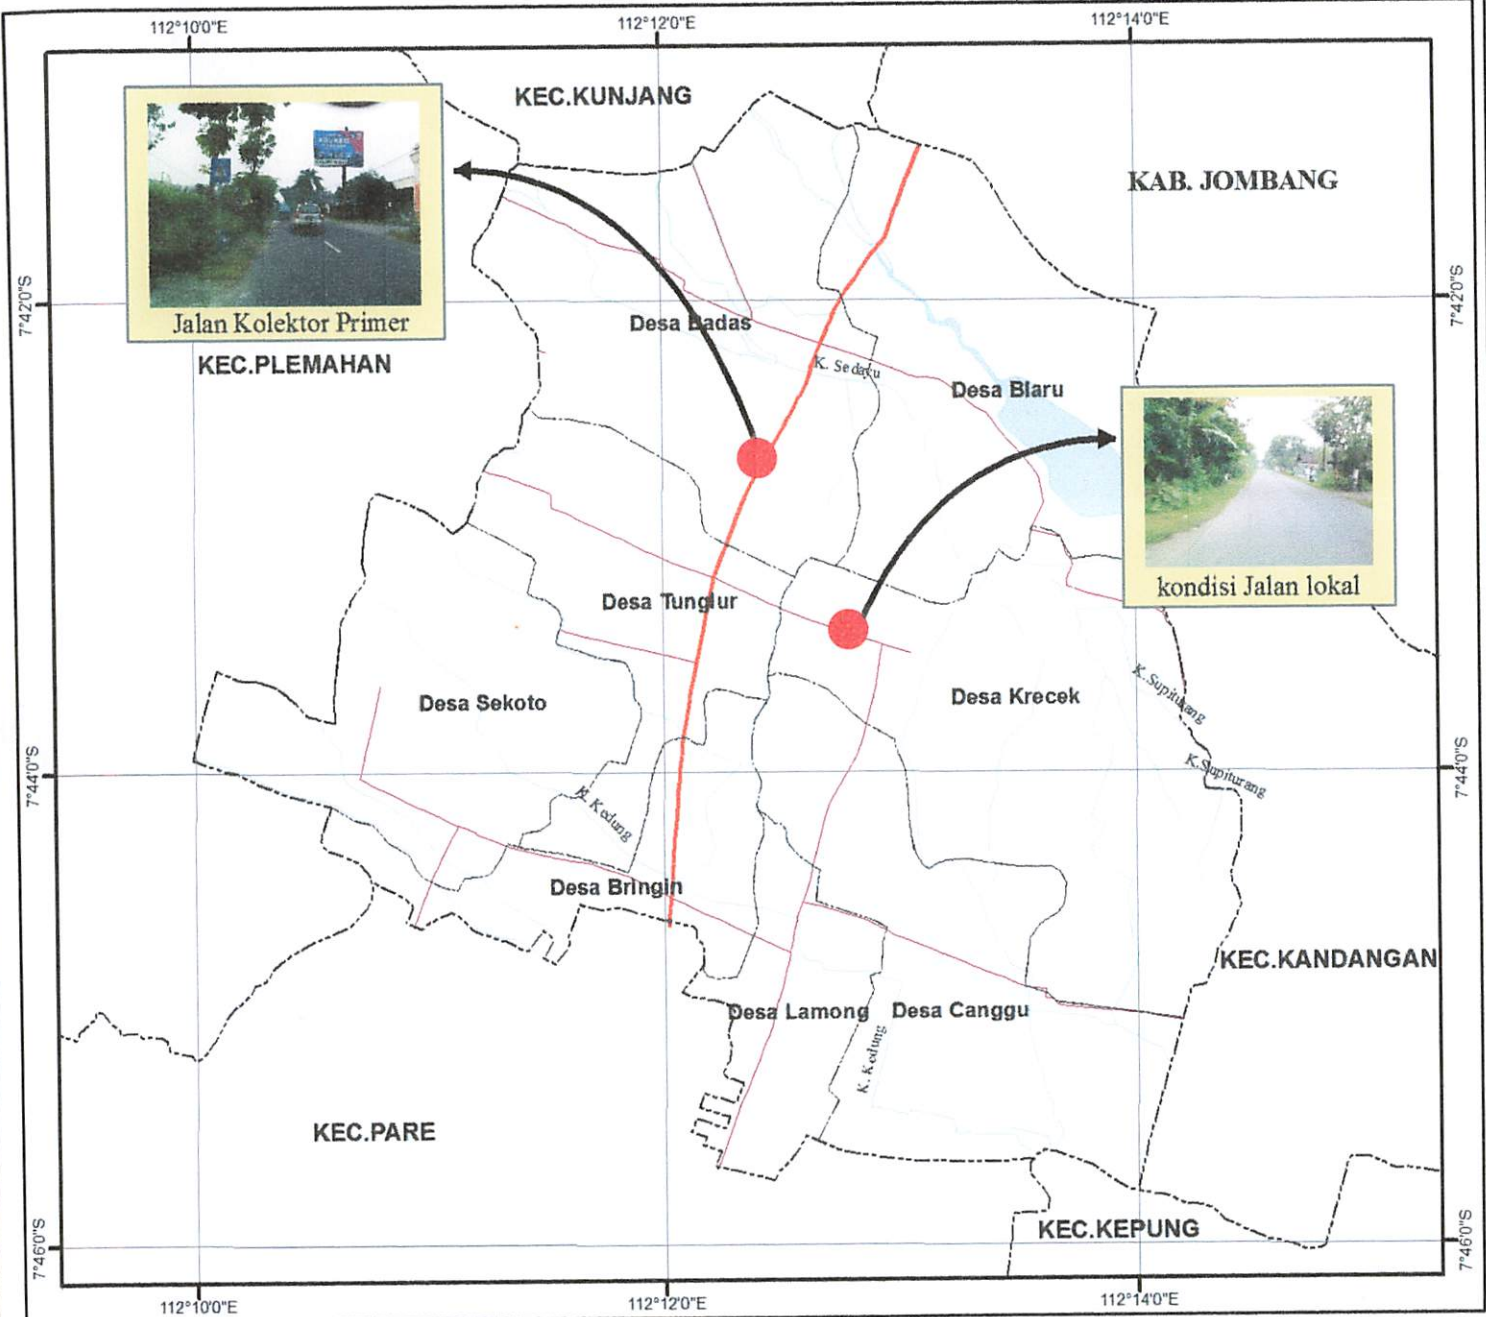 112°10'0"E
112°12'0"E
112°14'0"E
KEC.KUNJANG
KAB. JOMBANG
7°42'0"S
7°42'0"S
Jalan Kolektor Primer
Desa Badas
KEC.PLEMAHAN
K. Sedayu
Desa Blaru
kondisi Jalan lokal
Desa Tunglur
Desa Sekoto
Desa Krecek
K. Supiturang
7°44'0"S
7°44'0"S
K.Supiturang
K. Kedung
Desa Bringin
KEC.KANDANGAN
Desa Lamong
Desa Canggu
K. Kedung
KEC.PARE
KEC.KEPUNG
7°46'0"S
7°46'0"S
112°10'0"E
112°12'0"E
112°14'0"E